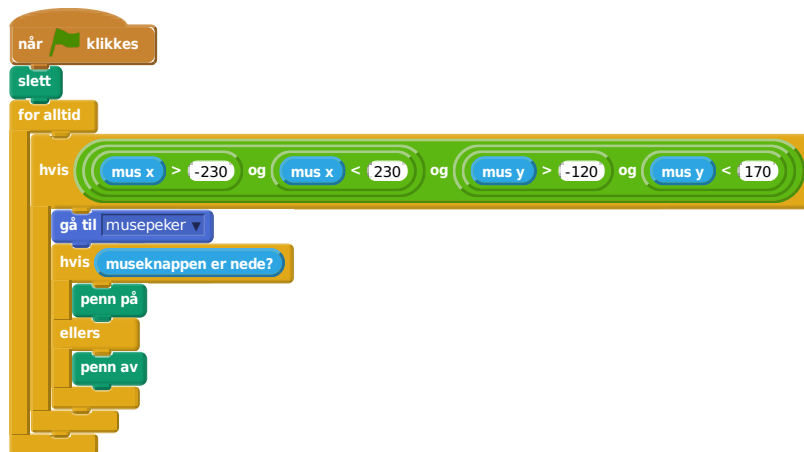 når klikkes
slett
for alltid
hvis mus x > -230 og mus x < 230 og mus y > -120 og mus y < 170
gå til musepeker ▼
hvis museknappen er nede?
penn på
ellers
penn av